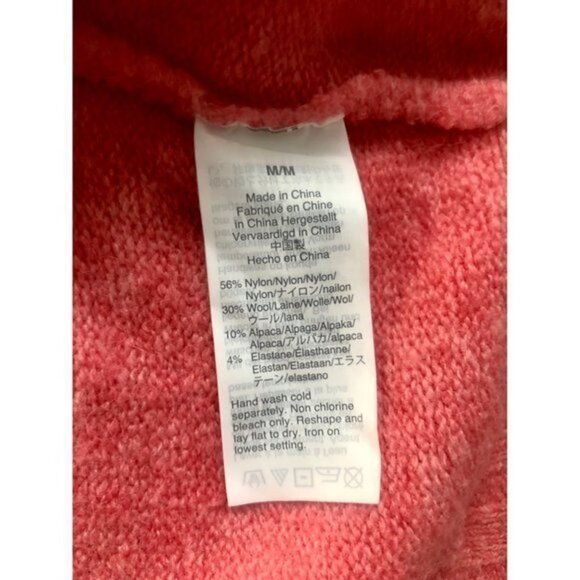 M/M
Made in China
Fabriqué en Chine
in China Hergestellt
Vervaardigd in China
中国製
Hecho en China
56% Nylon/Nylon/Nylon/
Nylon/ナイロン/nailon
30% Wool/Laine/Wolle/Wol/
ウール/lana
10% Alpaca/Alpaga/Alpaka/
Alpaca/アルパカ/alpaca
4% Elastane/Élasthanne/
Elastan/Elastaan/エラス
テーン/elastano
Hand wash cold
separately. Non chlorine
bleach only. Reshape and
lay flat to dry. Iron on
lowest setting.